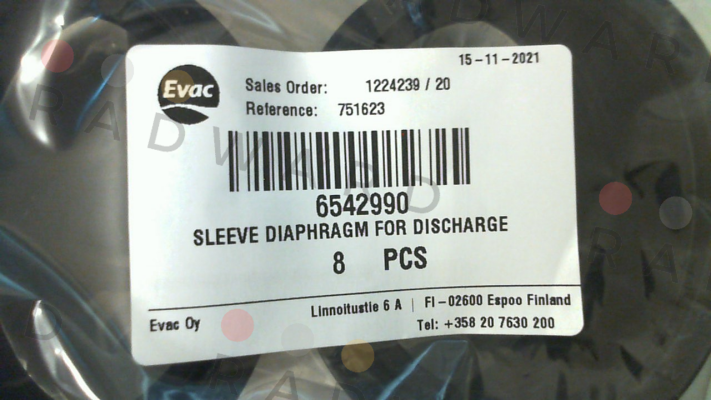 15-11-2021
Evac
Sales Order: 1224239 / 20
Reference: 751623
6542990
SLEEVE DIAPHRAGM FOR DISCHARGE
8 PCS
Evac Oy
Linnoitustie 6 A | FI-02600 Espoo Finland
Tel: +358 20 7630 200
RADWARD